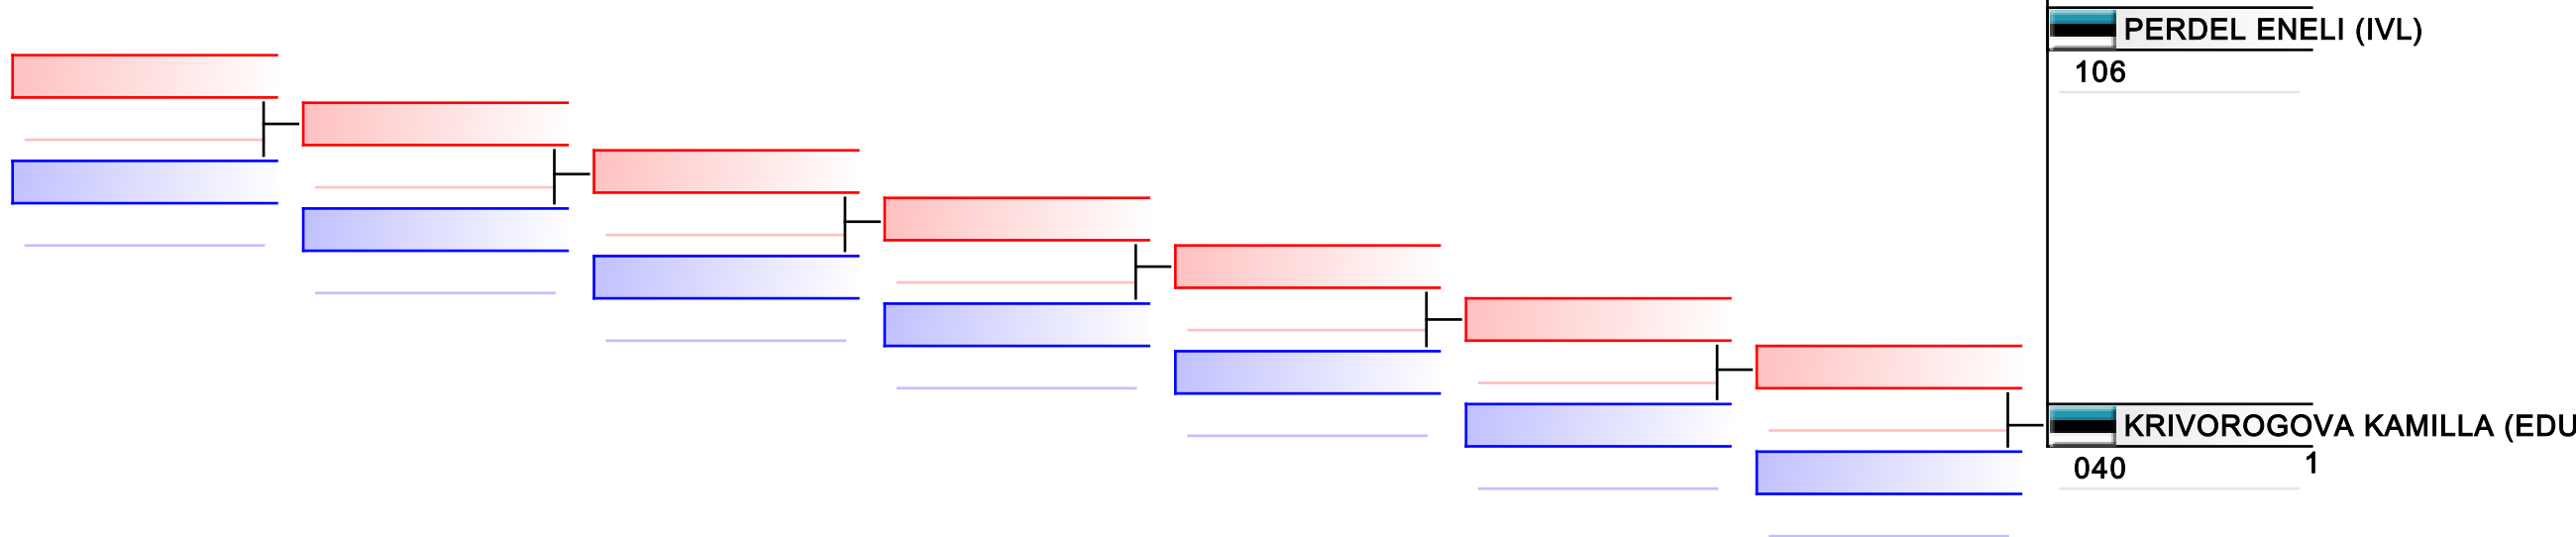 PERDEL ENELI (IVL)
106
KRIVOROGOVA KAMILLA (EDU
1
040